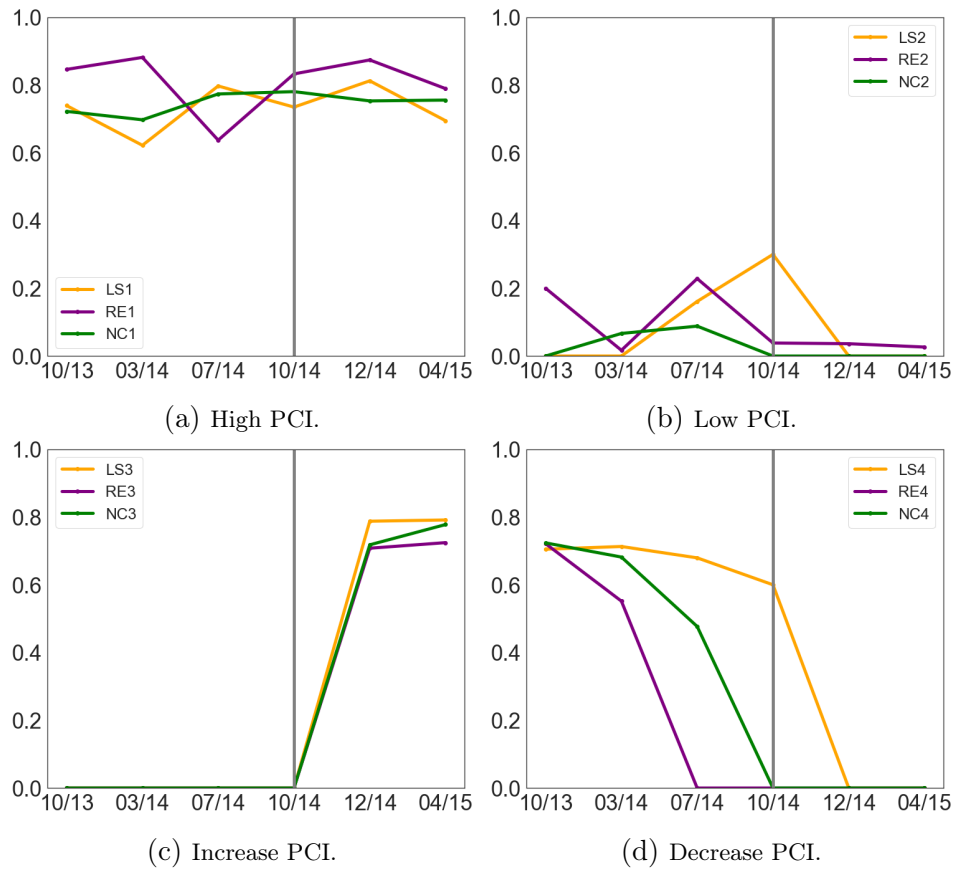 1.0
0.8
0.6
0.4
0.2
0.0
LS1
RE1
NC1
10/13 03/14 07/14 10/14 12/14 04/15
(a) High PCI.
1.0
0.8
0.6
0.4
0.2
0.0
LS2
RE2
NC2
10/13 03/14 07/14 10/14 12/14 04/15
(b) Low PCI.
1.0
0.8
0.6
0.4
0.2
0.0
LS3
RE3
NC3
10/13 03/14 07/14 10/14 12/14 04/15
(c) Increase PCI.
1.0
0.8
0.6
0.4
0.2
0.0
LS4
RE4
NC4
10/13 03/14 07/14 10/14 12/14 04/15
(d) Decrease PCI.